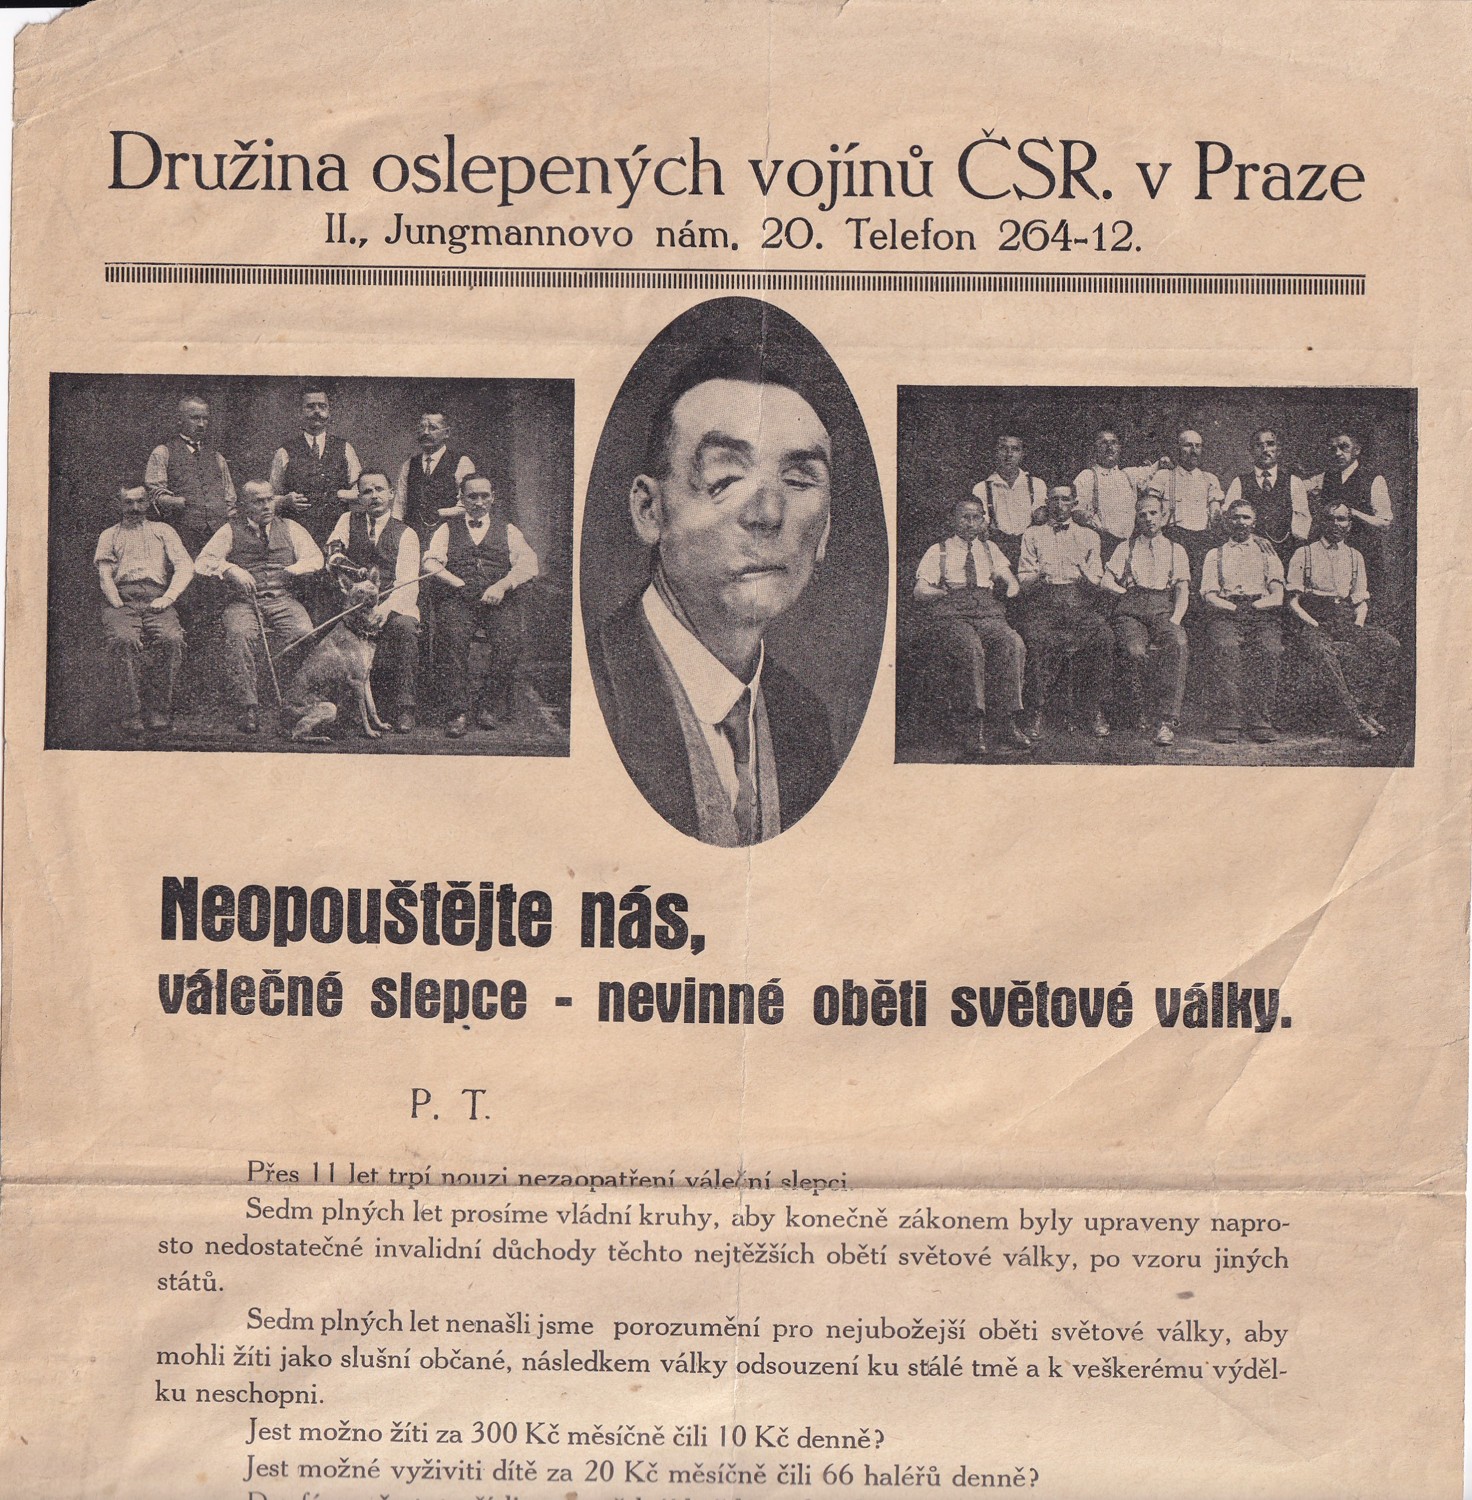 Družina oslepených vojínů ČSR. v Praze
II., Jungmannovo nám. 20. Telefon 264-12.
Neopouštějte nás,
válečné slepce - nevinné oběti světové války.
P. T.
Přes 11 let trpí nouzi nezaopatření váleční slepci.
Sedm plných let prosíme vládní kruhy, aby konečně zákonem byly upraveny napro-
sto nedostatečné invalidní důchody těchto nejtěžších obětí světové války, po vzoru jiných
států.
Sedm plných let nenašli jsme porozumění pro nejubožejší oběti světové války, aby
mohli žíti jako slušní občané, následkem války odsouzení ku stálé tmě a k veškerému výděl-
ku neschopni.
Jest možno žíti za 300 Kč měsíčně čili 10 Kč denně?
Jest možné vyživiti dítě za 20 Kč měsíčně čili 66 haléřů denně?